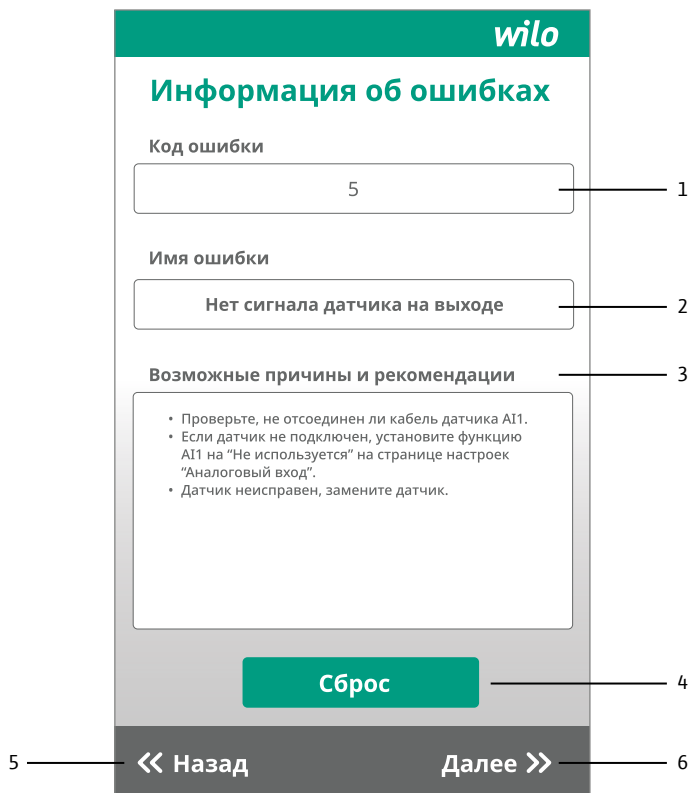 wilo
Информация об ошибках
Код ошибки
5
1
Имя ошибки
Нет сигнала датчика на выходе
2
Возможные причины и рекомендации
3
• Проверьте, не отсоединен ли кабель датчика AI1.
• Если датчик не подключен, установите функцию
AI1 на “Не используется” на странице настроек
“Аналоговый вход”.
• Датчик неисправен, замените датчик.
Сброс
4
5
Назад
Далее
6